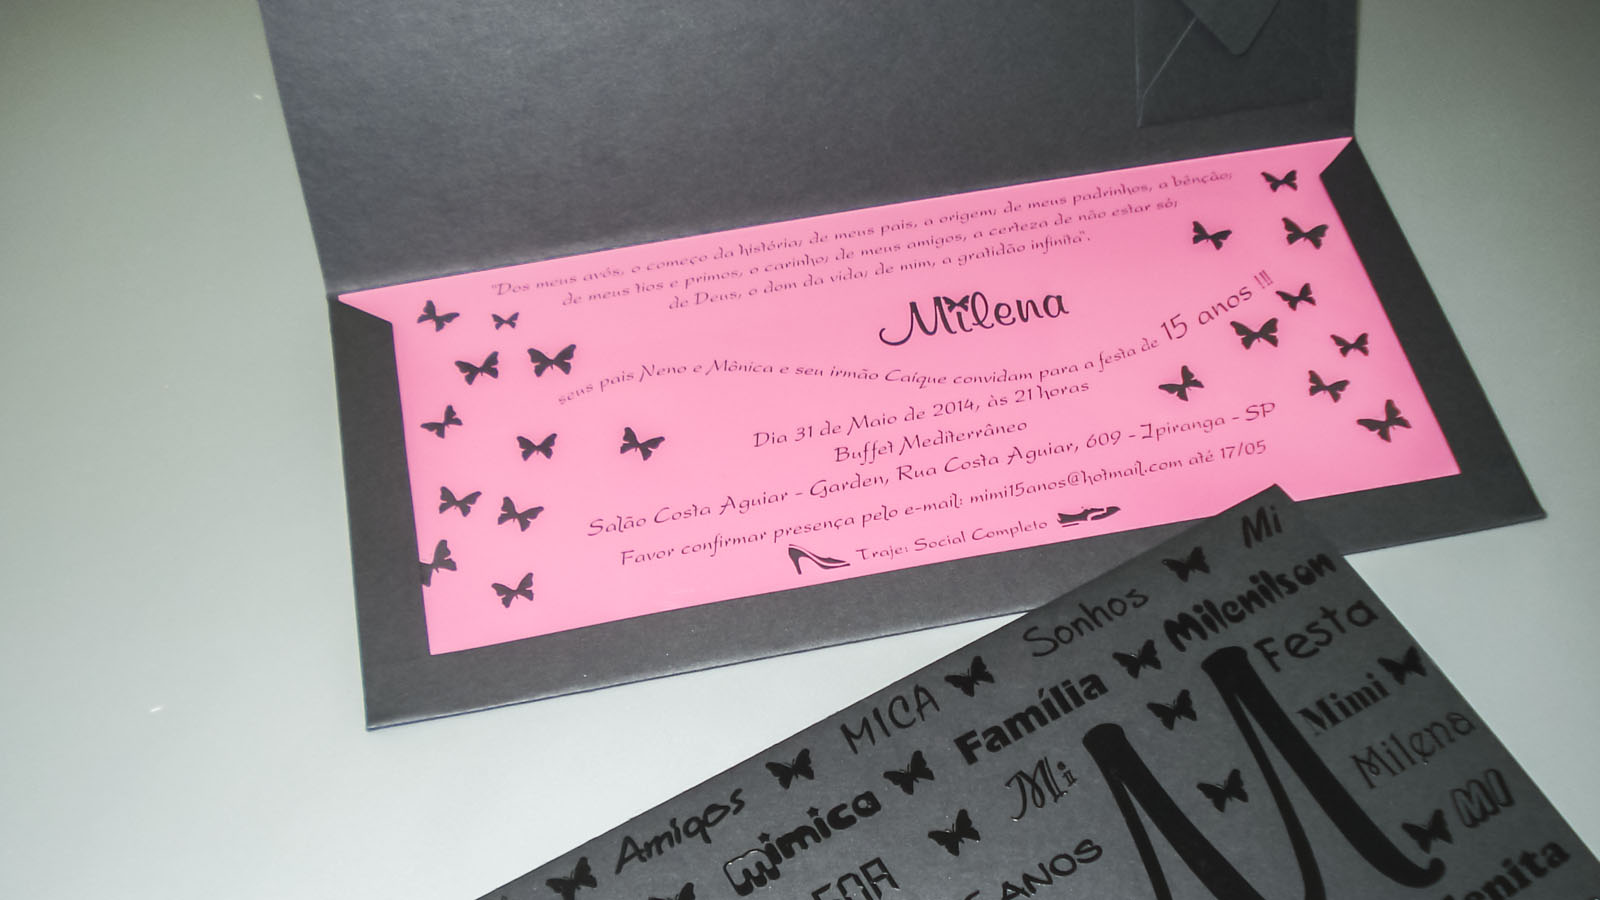 "Dos meus avós, o começo da história; de meus pais, a origem; de meus padrinhos, a bênção;
de meus tios e primos, o carinho; de meus amigos, a certeza de não estar só;
de Deus, o dom da vida; de mim, a gratidão infinita".
Milena
seus pais Neno e Mônica e seu irmão Caíque convidam para a festa de 15 anos !!!
Dia 31 de Maio de 2014, às 21 horas
Buffet Mediterrâneo
Salão Costa Aguiar - Garden, Rua Costa Aguiar, 609 - Ipiranga - SP
Favor confirmar presença pelo e-mail: mimi15anos@hotmail.com até 17/05
Traje: Social Completo
Mi
Sonhos Milenilson
MICA Família Festa
Amigos Mimica Mi M Mimi
Milena
MI
ANOS